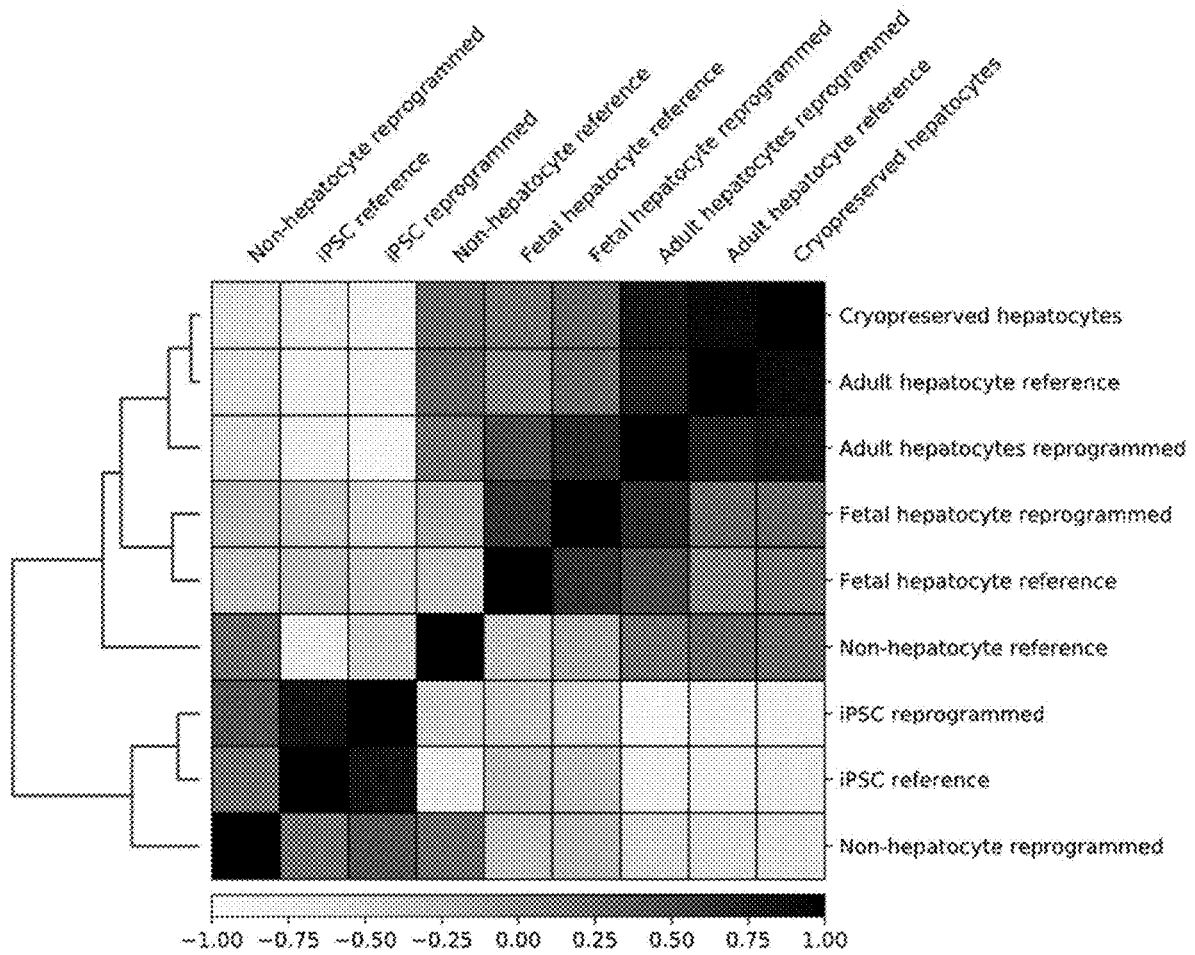 Non-hepatocyte reprogrammed
iPSC reference
iPSC reprogrammed
Non-hepatocyte reference
Fetal hepatocyte reference
Fetal hepatocyte reprogrammed
Adult hepatocytes reprogrammed
Adult hepatocyte reference
Cryopreserved hepatocytes
Cryopreserved hepatocytes
Adult hepatocyte reference
Adult hepatocytes reprogrammed
Fetal hepatocyte reprogrammed
Fetal hepatocyte reference
Non-hepatocyte reference
iPSC reprogrammed
iPSC reference
Non-hepatocyte reprogrammed
−1.00 −0.75 −0.50 −0.25 0.00 0.25 0.50 0.75 1.00